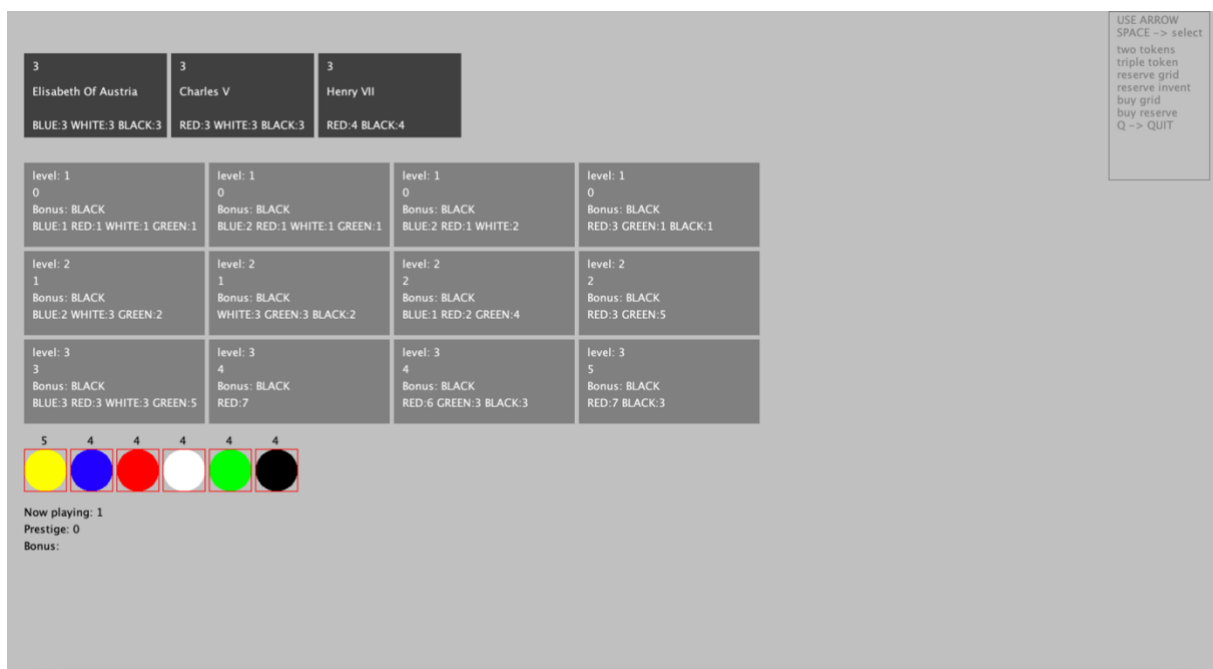 USE ARROW
SPACE -> select
two tokens
triple token
reserve grid
reserve invent
buy grid
buy reserve
Q -> QUIT
3
Elisabeth Of Austria
BLUE:3 WHITE:3 BLACK:3
3
Charles V
RED:3 WHITE:3 BLACK:3
3
Henry VII
RED:4 BLACK:4
level: 1
0
Bonus: BLACK
BLUE:1 RED:1 WHITE:1 GREEN:1
level: 1
0
Bonus: BLACK
BLUE:2 RED:1 WHITE:1 GREEN:1
level: 1
0
Bonus: BLACK
BLUE:2 RED:1 WHITE:2
level: 1
0
Bonus: BLACK
RED:3 GREEN:1 BLACK:1
level: 2
1
Bonus: BLACK
BLUE:2 WHITE:3 GREEN:2
level: 2
1
Bonus: BLACK
WHITE:3 GREEN:3 BLACK:2
level: 2
2
Bonus: BLACK
BLUE:1 RED:2 GREEN:4
level: 2
2
Bonus: BLACK
RED:3 GREEN:5
level: 3
3
Bonus: BLACK
BLUE:3 RED:3 WHITE:3 GREEN:5
level: 3
4
Bonus: BLACK
RED:7
level: 3
4
Bonus: BLACK
RED:6 GREEN:3 BLACK:3
level: 3
5
Bonus: BLACK
RED:7 BLACK:3
5 4 4 4 4 4
Now playing: 1
Prestige: 0
Bonus: